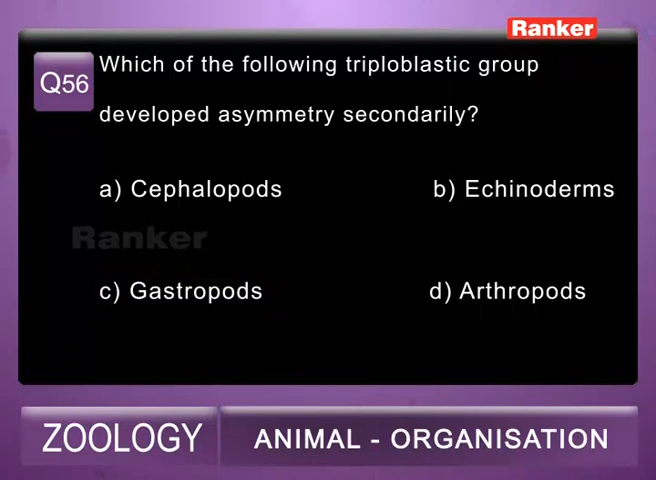 Ranker
Q56
Which of the following triploblastic group
developed asymmetry secondarily?
a) Cephalopods
b) Echinoderms
Ranker
c) Gastropods
d) Arthropods
ZOOLOGY
ANIMAL - ORGANISATION